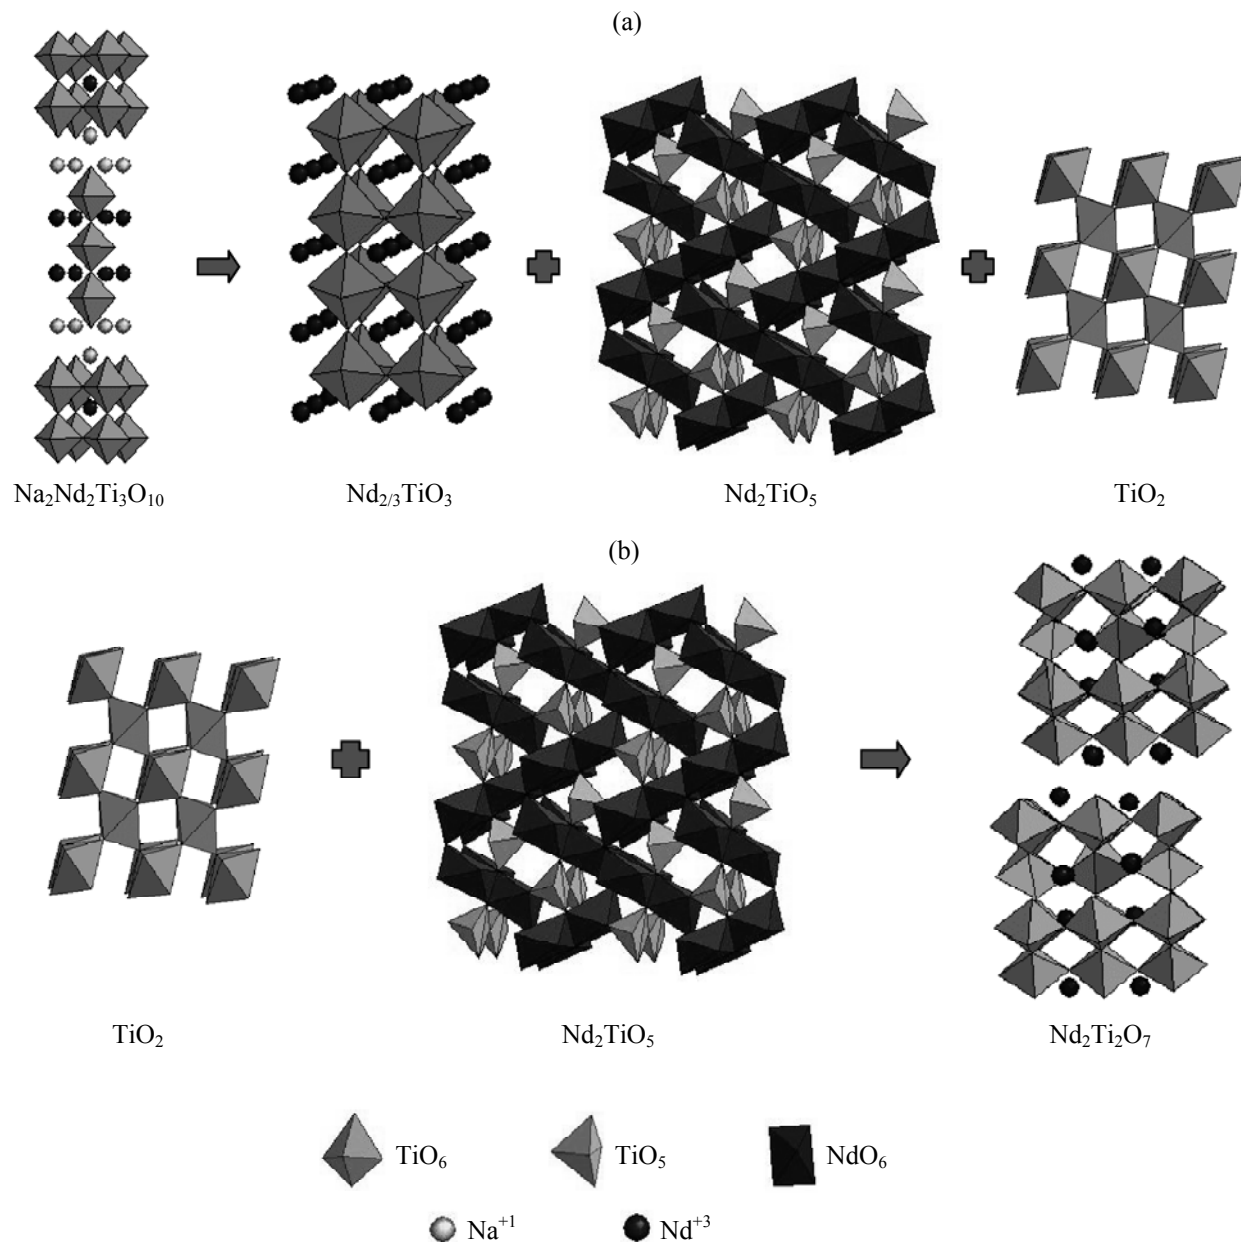 (a)
Na₂Nd₂Ti₃O₁₀ Nd₂/₃TiO₃ Nd₂TiO₅ TiO₂
(b)
TiO₂ Nd₂TiO₅ Nd₂Ti₂O₇
TiO₆ TiO₅ NdO₆
Na⁺¹ Nd⁺³